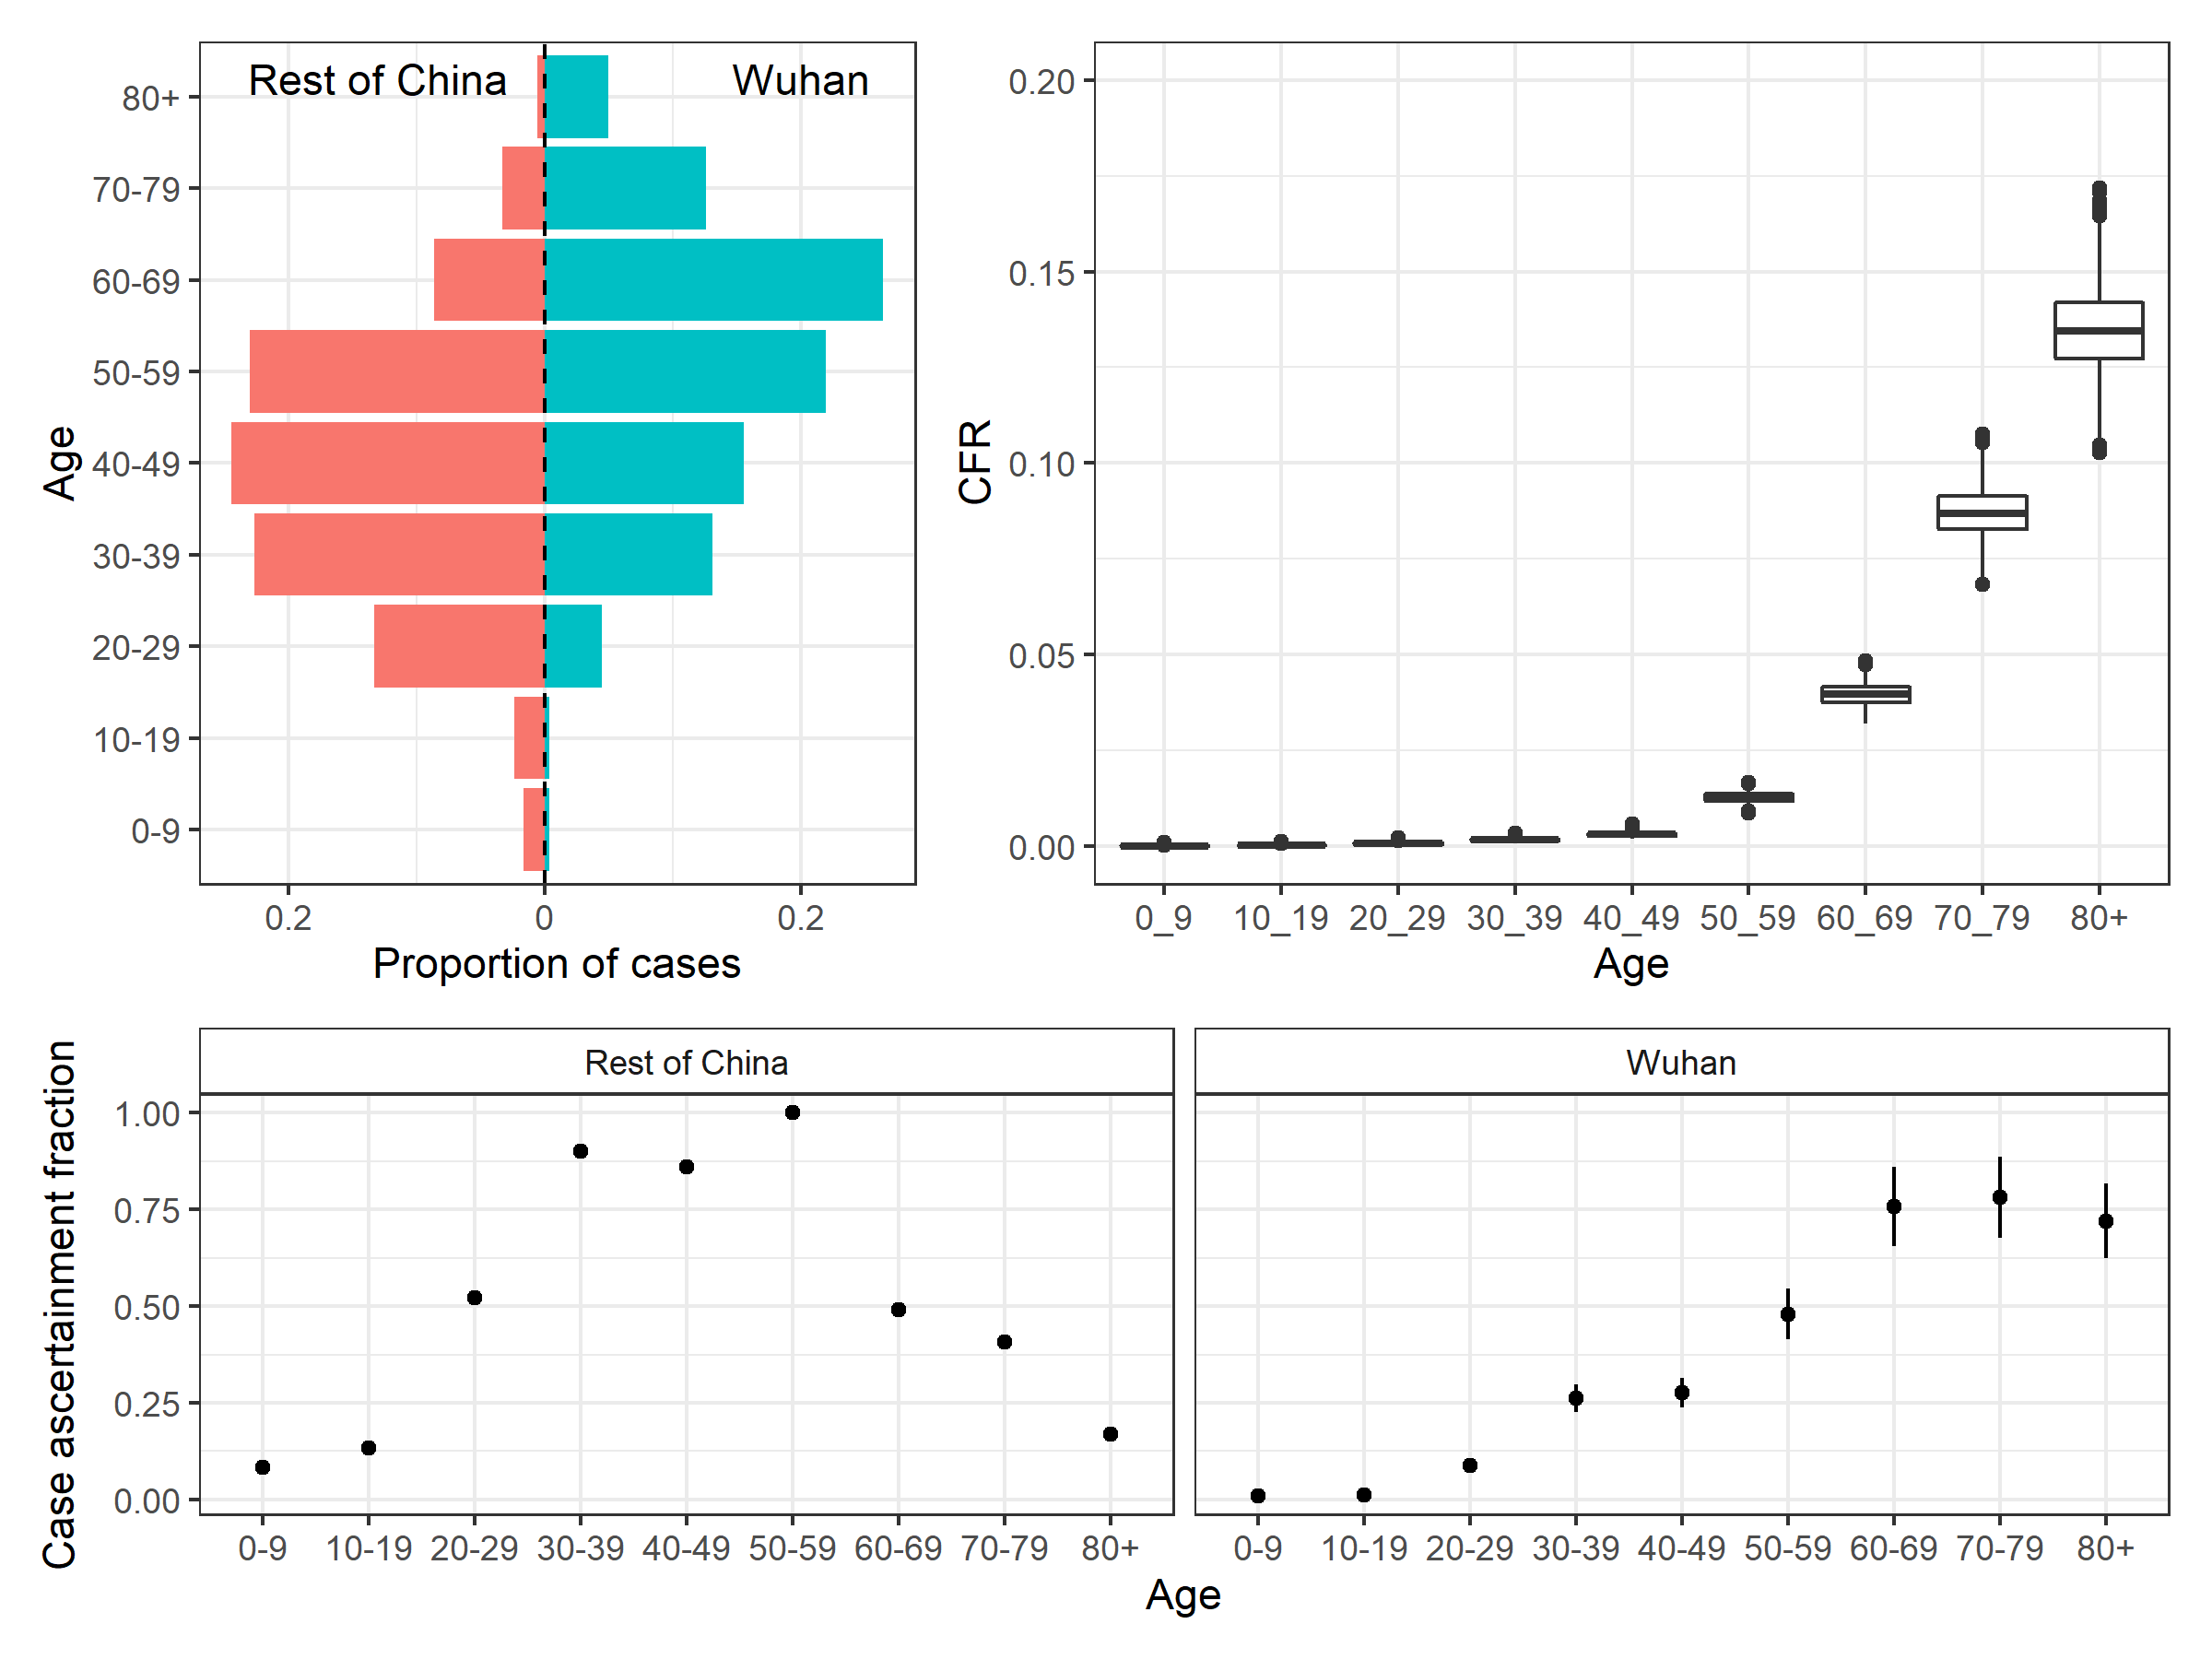 Rest of China
Wuhan
80+
70-79
60-69
50-59
40-49
30-39
20-29
10-19
0-9
Age
0.2 0 0.2
Proportion of cases
0.20
0.15
0.10
0.05
0.00
CFR
0_9 10_19 20_29 30_39 40_49 50_59 60_69 70_79 80+
Age
Rest of China
Wuhan
1.00
0.75
0.50
0.25
0.00
Case ascertainment fraction
0-9 10-19 20-29 30-39 40-49 50-59 60-69 70-79 80+
0-9 10-19 20-29 30-39 40-49 50-59 60-69 70-79 80+
Age